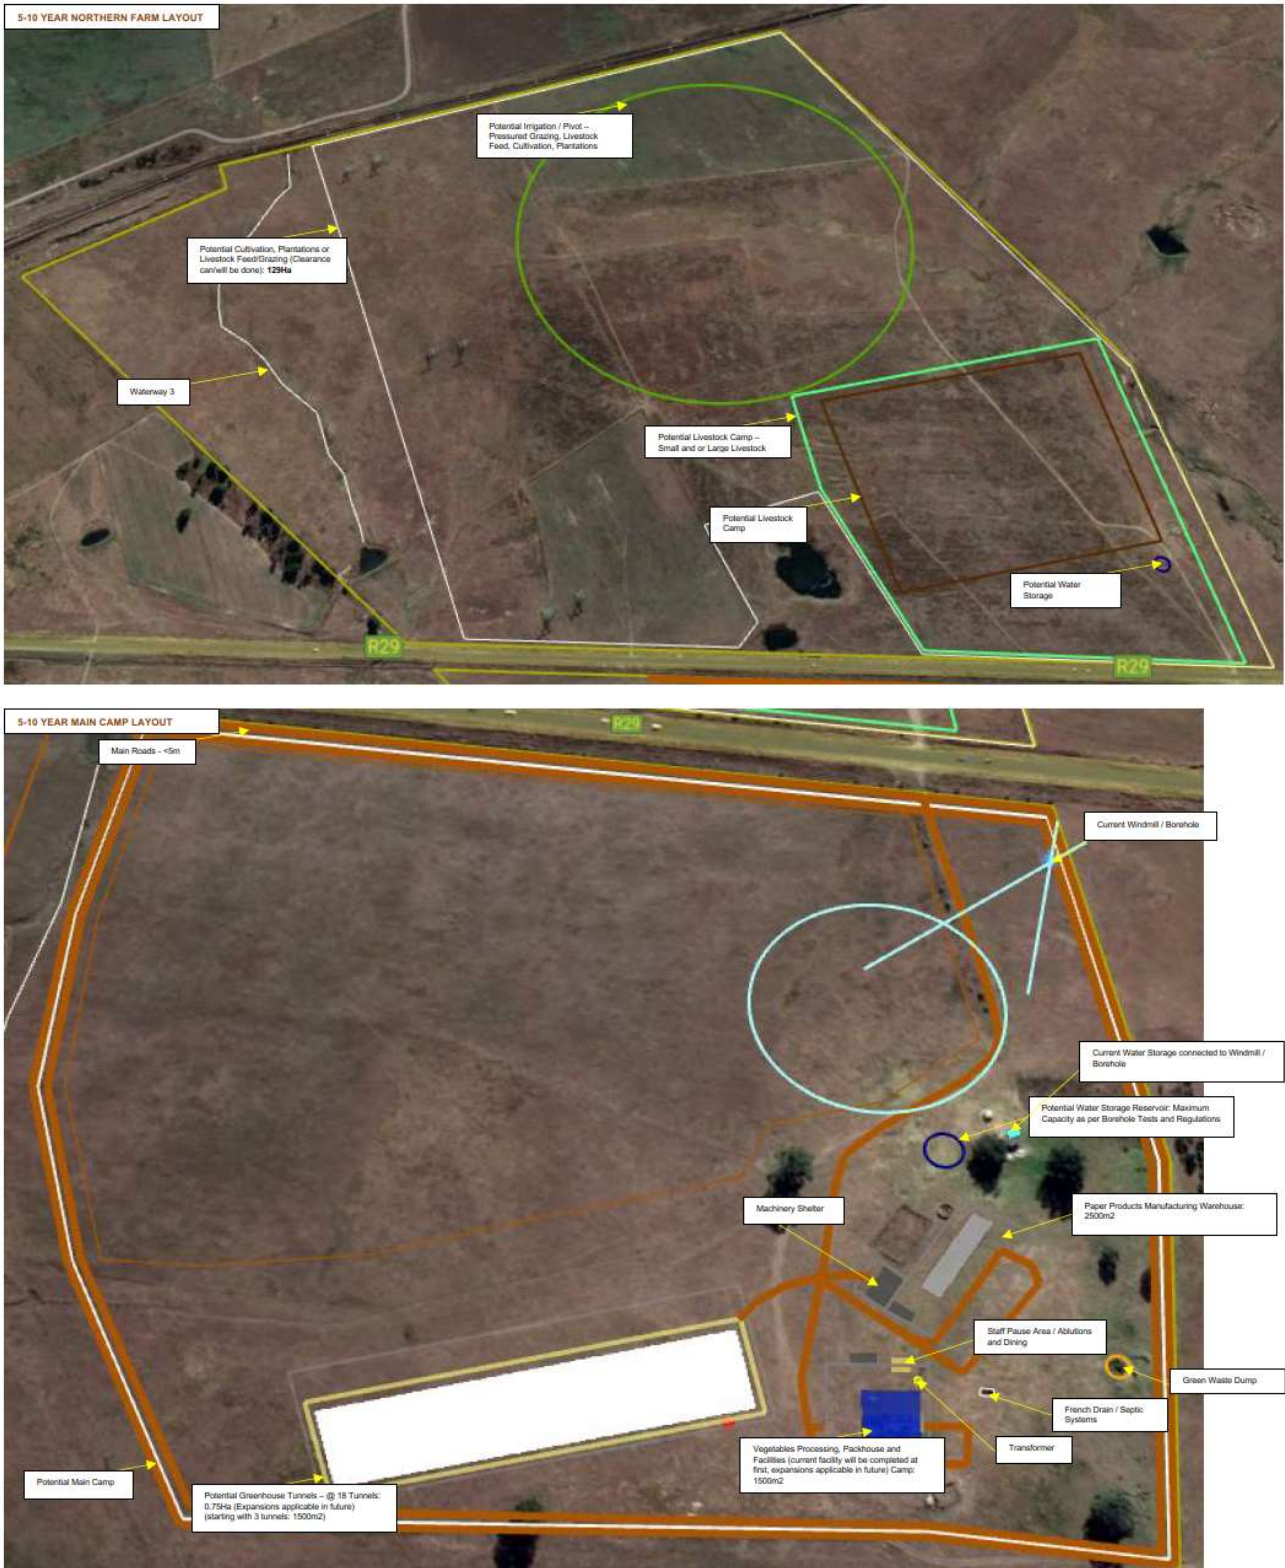 5-10 YEAR NORTHERN FARM LAYOUT
Potential Irrigation / Pivot –
Pressured Grazing, Livestock
Feed, Cultivation, Plantations
Potential Cultivation, Plantations or
Livestock Feed/Grazing (Clearance
can/will be done): 129Ha
Waterway 3
Potential Livestock Camp –
Small and or Large Livestock
Potential Livestock
Camp
Potential Water
Storage
R29
R29
5-10 YEAR MAIN CAMP LAYOUT
R29
Main Roads - <5m
Current Windmill / Borehole
Current Water Storage connected to Windmill /
Borehole
Potential Water Storage Reservoir: Maximum
Capacity as per Borehole Tests and Regulations
Machinery Shelter
Paper Products Manufacturing Warehouse:
2500m2
Staff Pause Area / Ablutions
and Dining
Green Waste Dump
French Drain / Septic
Systems
Transformer
Vegetables Processing, Packhouse and
Facilities (current facility will be completed at
first, expansions applicable in future) Camp:
1500m2
Potential Main Camp
Potential Greenhouse Tunnels – @ 18 Tunnels:
0.75Ha (Expansions applicable in future)
(starting with 3 tunnels: 1500m2)